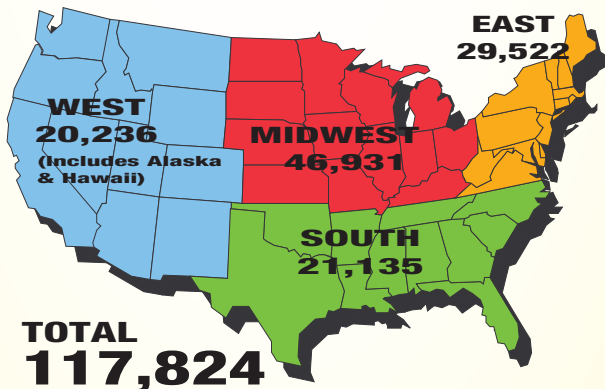 EAST
29,522
WEST
20,236
(Includes Alaska
& Hawaii)
MIDWEST
46,931
SOUTH
21,135
TOTAL
117,824